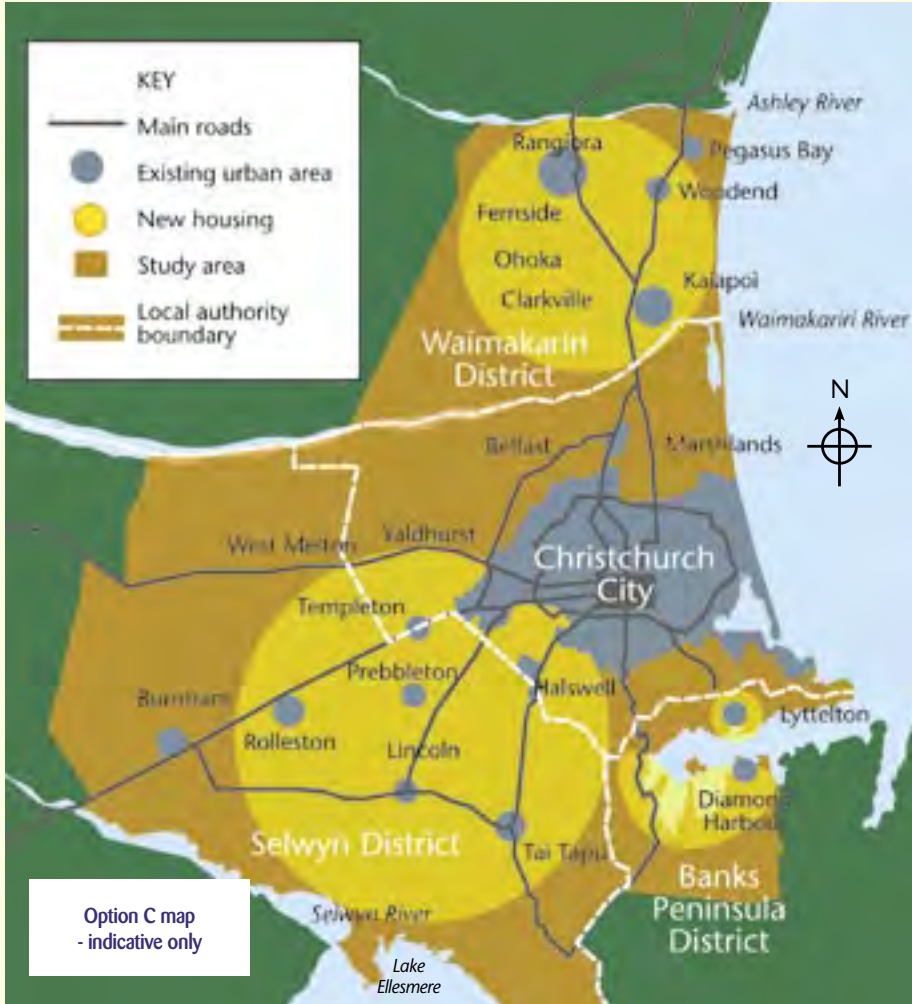 KEY
Main roads
Existing urban area
New housing
Study area
Local authority
boundary
Ashley River
Rangiora
Pegasus Bay
Woodend
Fernside
Ohoka
Kaiapoi
Clarkville
Waimakariri River
Waimakariri
District
N
Belfast
Marshlands
West Melton
Yaldhurst
Christchurch
City
Templeton
Prebbleton
Halswell
Burnham
Rolleston
Lyttelton
Lincoln
Diamond
Harbour
Selwyn District
Tai Tapu
Banks
Peninsula
District
Option C map
- indicative only
Selwyn River
Lake
Ellesmere